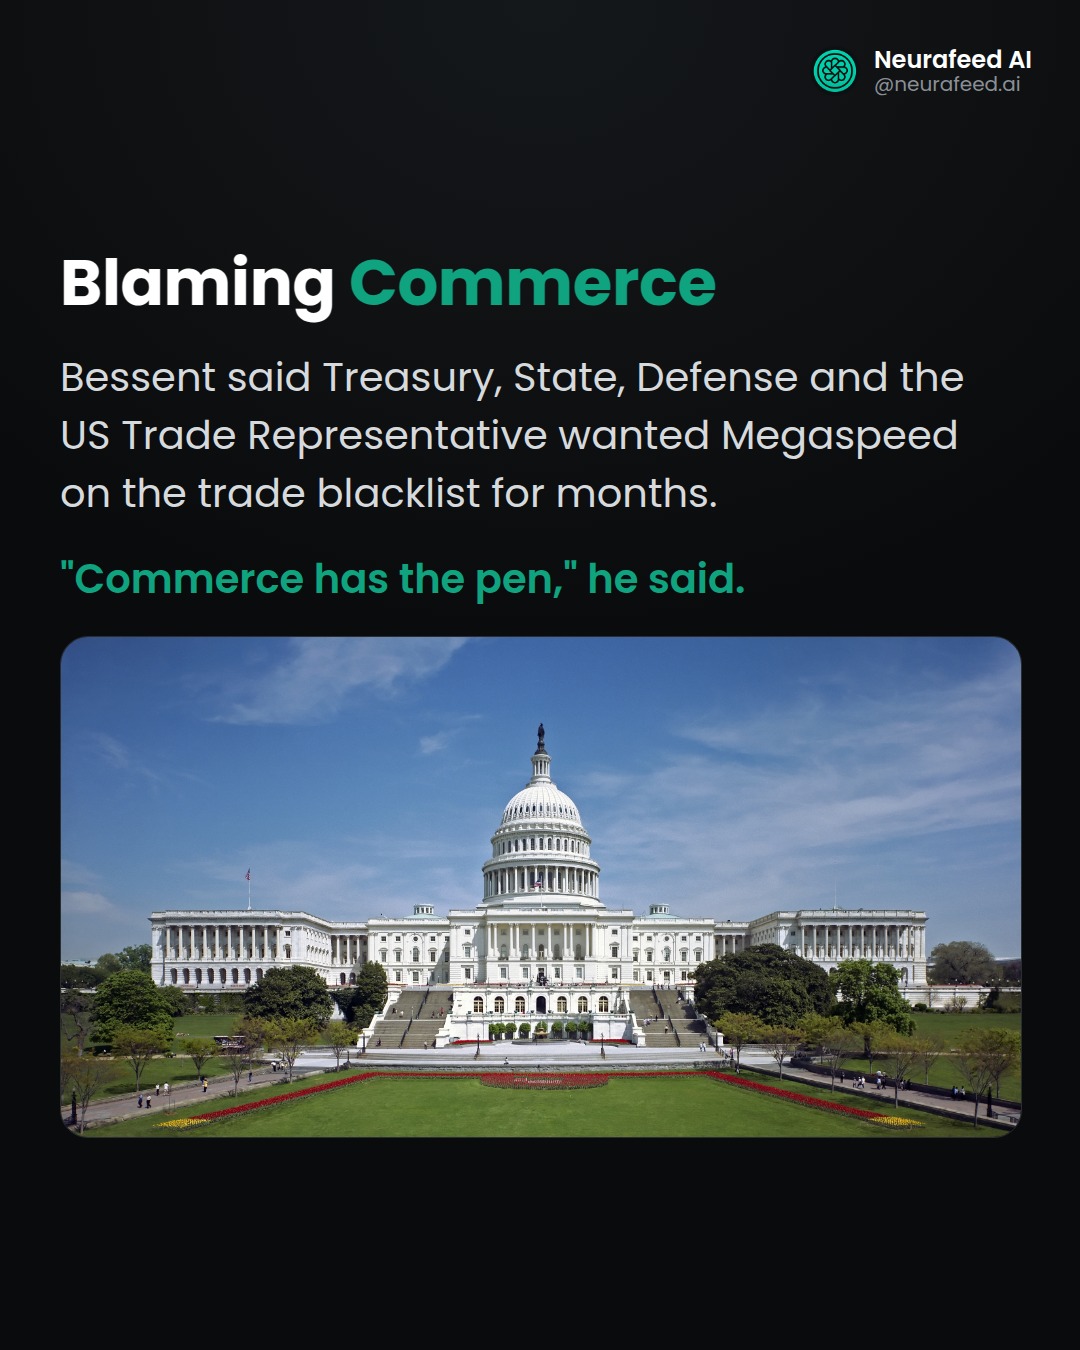 Neurafeed AI
@neurafeed.ai
Blaming Commerce
Bessent said Treasury, State, Defense and the
US Trade Representative wanted Megaspeed
on the trade blacklist for months.
"Commerce has the pen," he said.